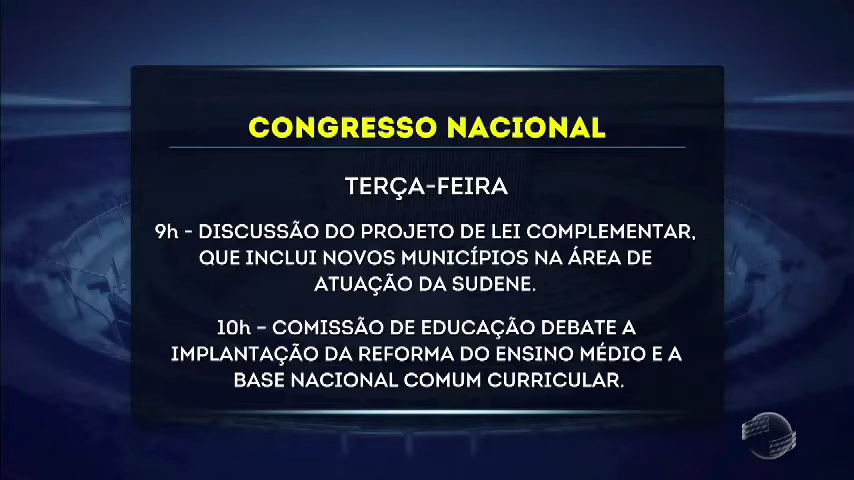 CONGRESSO NACIONAL
TERÇA-FEIRA
9h - DISCUSSÃO DO PROJETO DE LEI COMPLEMENTAR,
QUE INCLUI NOVOS MUNICÍPIOS NA ÁREA DE
ATUAÇÃO DA SUDENE.
10h – COMISSÃO DE EDUCAÇÃO DEBATE A
IMPLANTAÇÃO DA REFORMA DO ENSINO MÉDIO E A
BASE NACIONAL COMUM CURRICULAR.